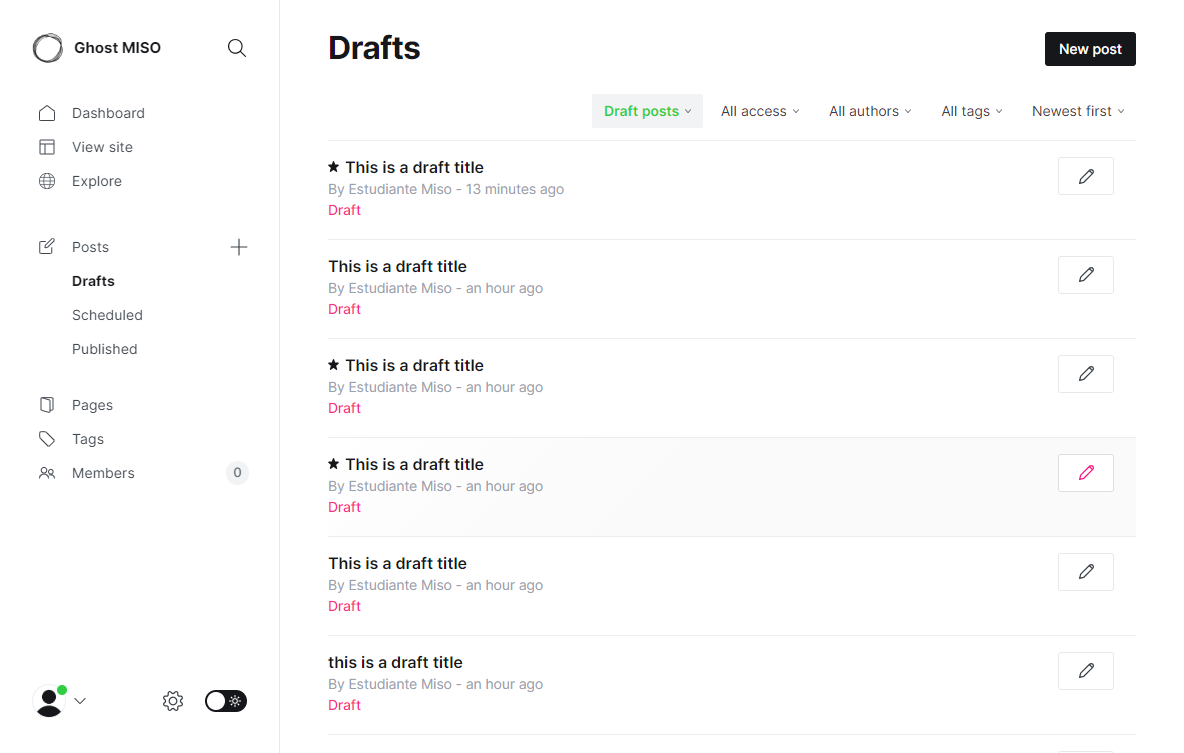 Ghost MISO
Dashboard
View site
Explore
Posts
Drafts
Scheduled
Published
Pages
Tags
Members 0
Drafts
New post
Draft posts All access All authors All tags Newest first
This is a draft title
By Estudiante Miso - 13 minutes ago
Draft
This is a draft title
By Estudiante Miso - an hour ago
Draft
This is a draft title
By Estudiante Miso - an hour ago
Draft
This is a draft title
By Estudiante Miso - an hour ago
Draft
This is a draft title
By Estudiante Miso - an hour ago
Draft
this is a draft title
By Estudiante Miso - an hour ago
Draft